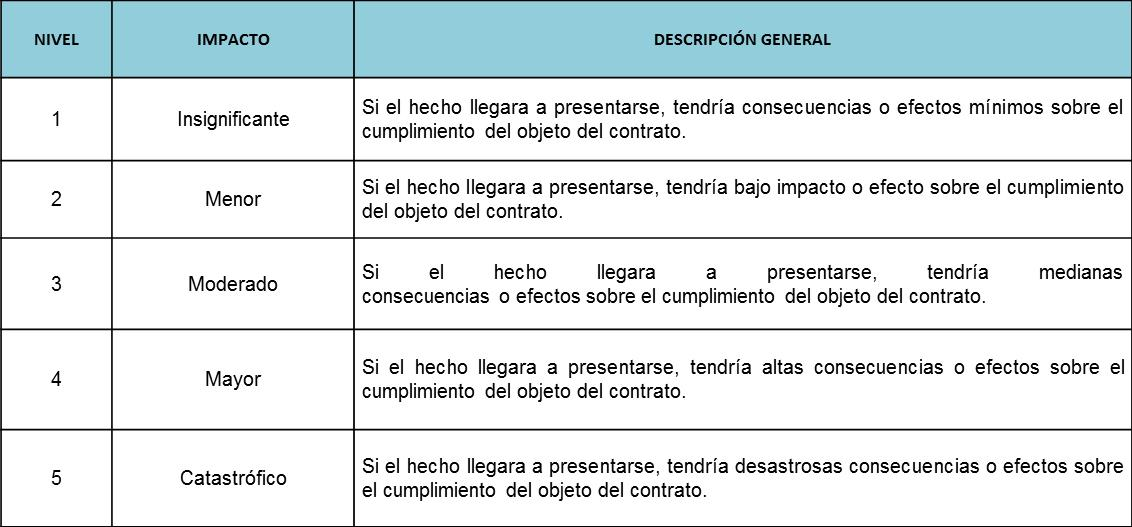 NIVEL IMPACTO DESCRIPCIÓN GENERAL
1 Insignificante Si el hecho llegara a presentarse, tendría consecuencias o efectos mínimos sobre el
cumplimiento del objeto del contrato.
2 Menor Si el hecho llegara a presentarse, tendría bajo impacto o efecto sobre el cumplimiento
del objeto del contrato.
3 Moderado Si el hecho llegara a presentarse, tendría medianas
consecuencias o efectos sobre el cumplimiento del objeto del contrato.
4 Mayor Si el hecho llegara a presentarse, tendría altas consecuencias o efectos sobre el
cumplimiento del objeto del contrato.
5 Catastrófico Si el hecho llegara a presentarse, tendría desastrosas consecuencias o efectos sobre
el cumplimiento del objeto del contrato.